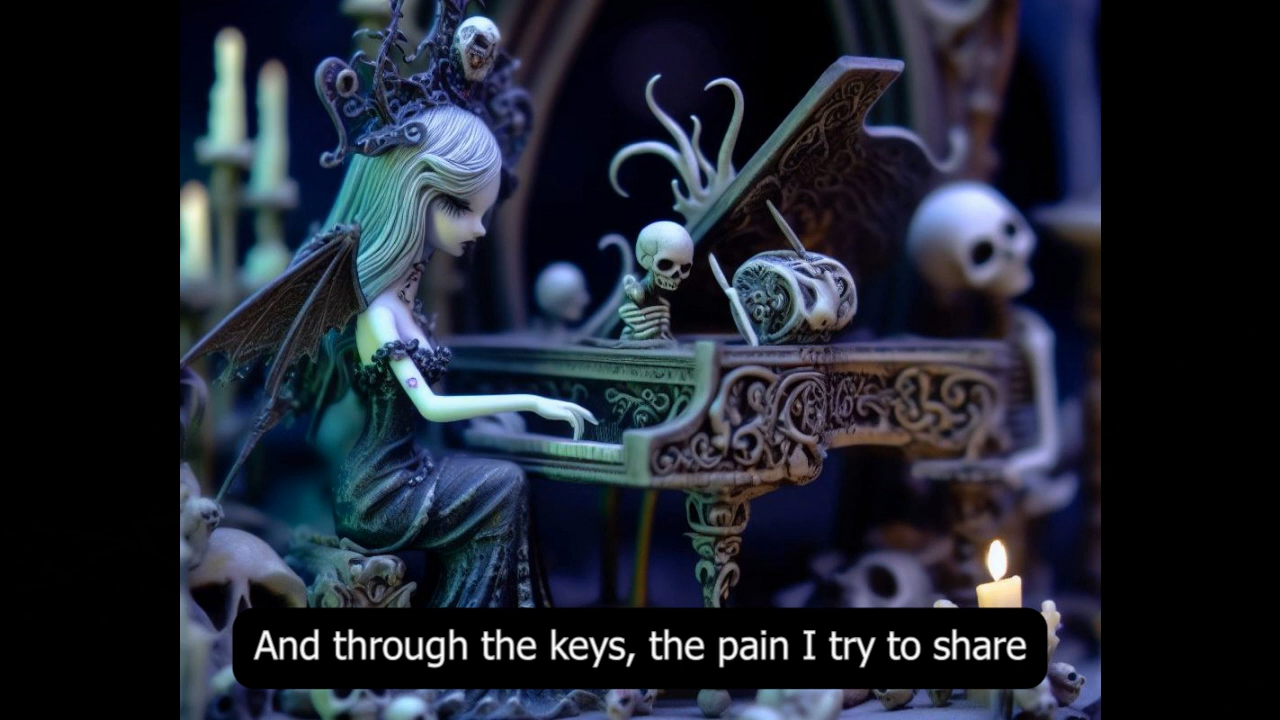 And through the keys, the pain I try to share